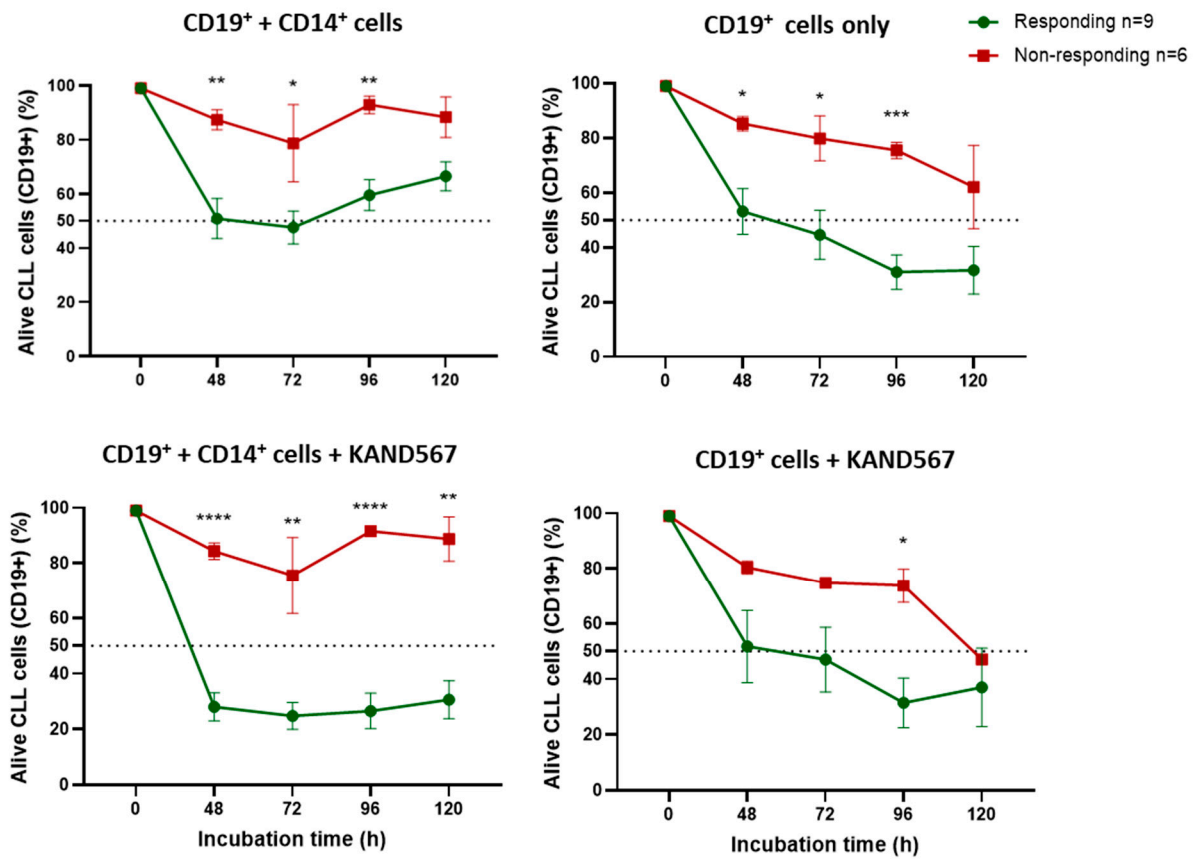 CD19⁺ + CD14⁺ cells
CD19⁺ cells only
Responding n=9
Non-responding n=6
Alive CLL cells (CD19+) (%)
100
80
60
50
40
20
0
** * **
0 48 72 96 120
Alive CLL cells (CD19+) (%)
100
80
60
50
40
20
0
* * ***
0 48 72 96 120
CD19⁺ + CD14⁺ cells + KAND567
CD19⁺ cells + KAND567
Alive CLL cells (CD19+) (%)
100
80
60
50
40
20
0
**** ** **** **
0 48 72 96 120
Incubation time (h)
Alive CLL cells (CD19+) (%)
100
80
60
50
40
20
0
*
0 48 72 96 120
Incubation time (h)